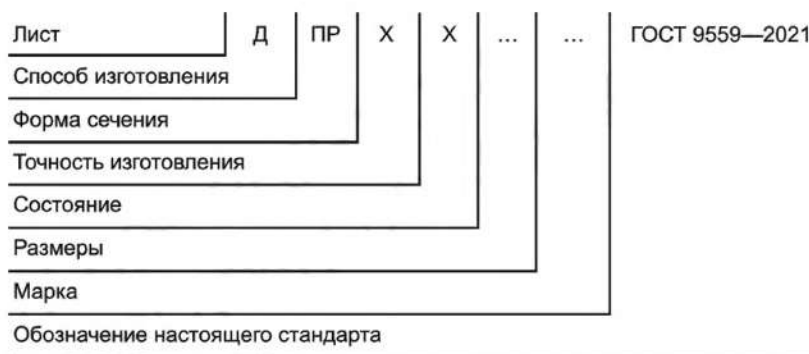 Лист Д ПР Х Х ... ... ГОСТ 9559—2021
Способ изготовления
Форма сечения
Точность изготовления
Состояние
Размеры
Марка
Обозначение настоящего стандарта